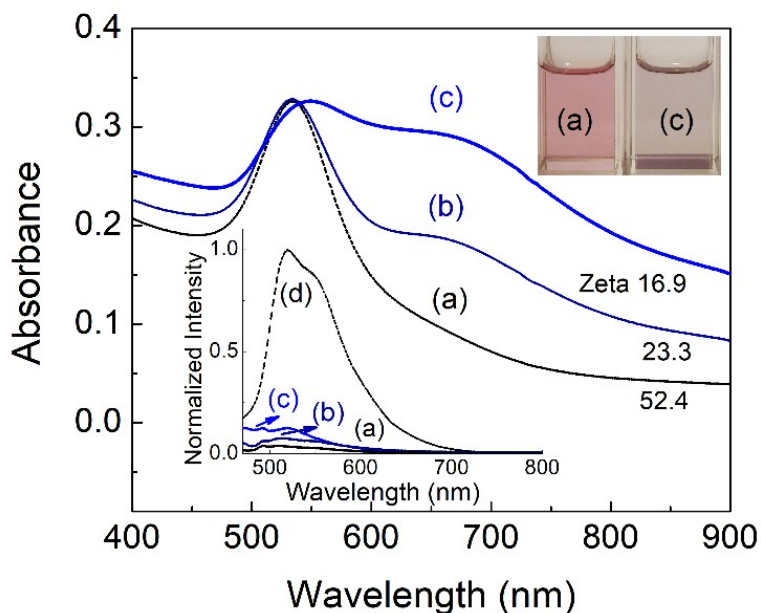 0.4
0.3
0.2
0.1
0.0
Absorbance
400 500 600 700 800 900
Wavelength (nm)
(c)
(b)
(a)
Zeta 16.9
23.3
52.4
(a) (c)
1.0
0.5
0.0
Normalized Intensity
(d)
(c)
(b)
(a)
500 600 700 800
Wavelength (nm)